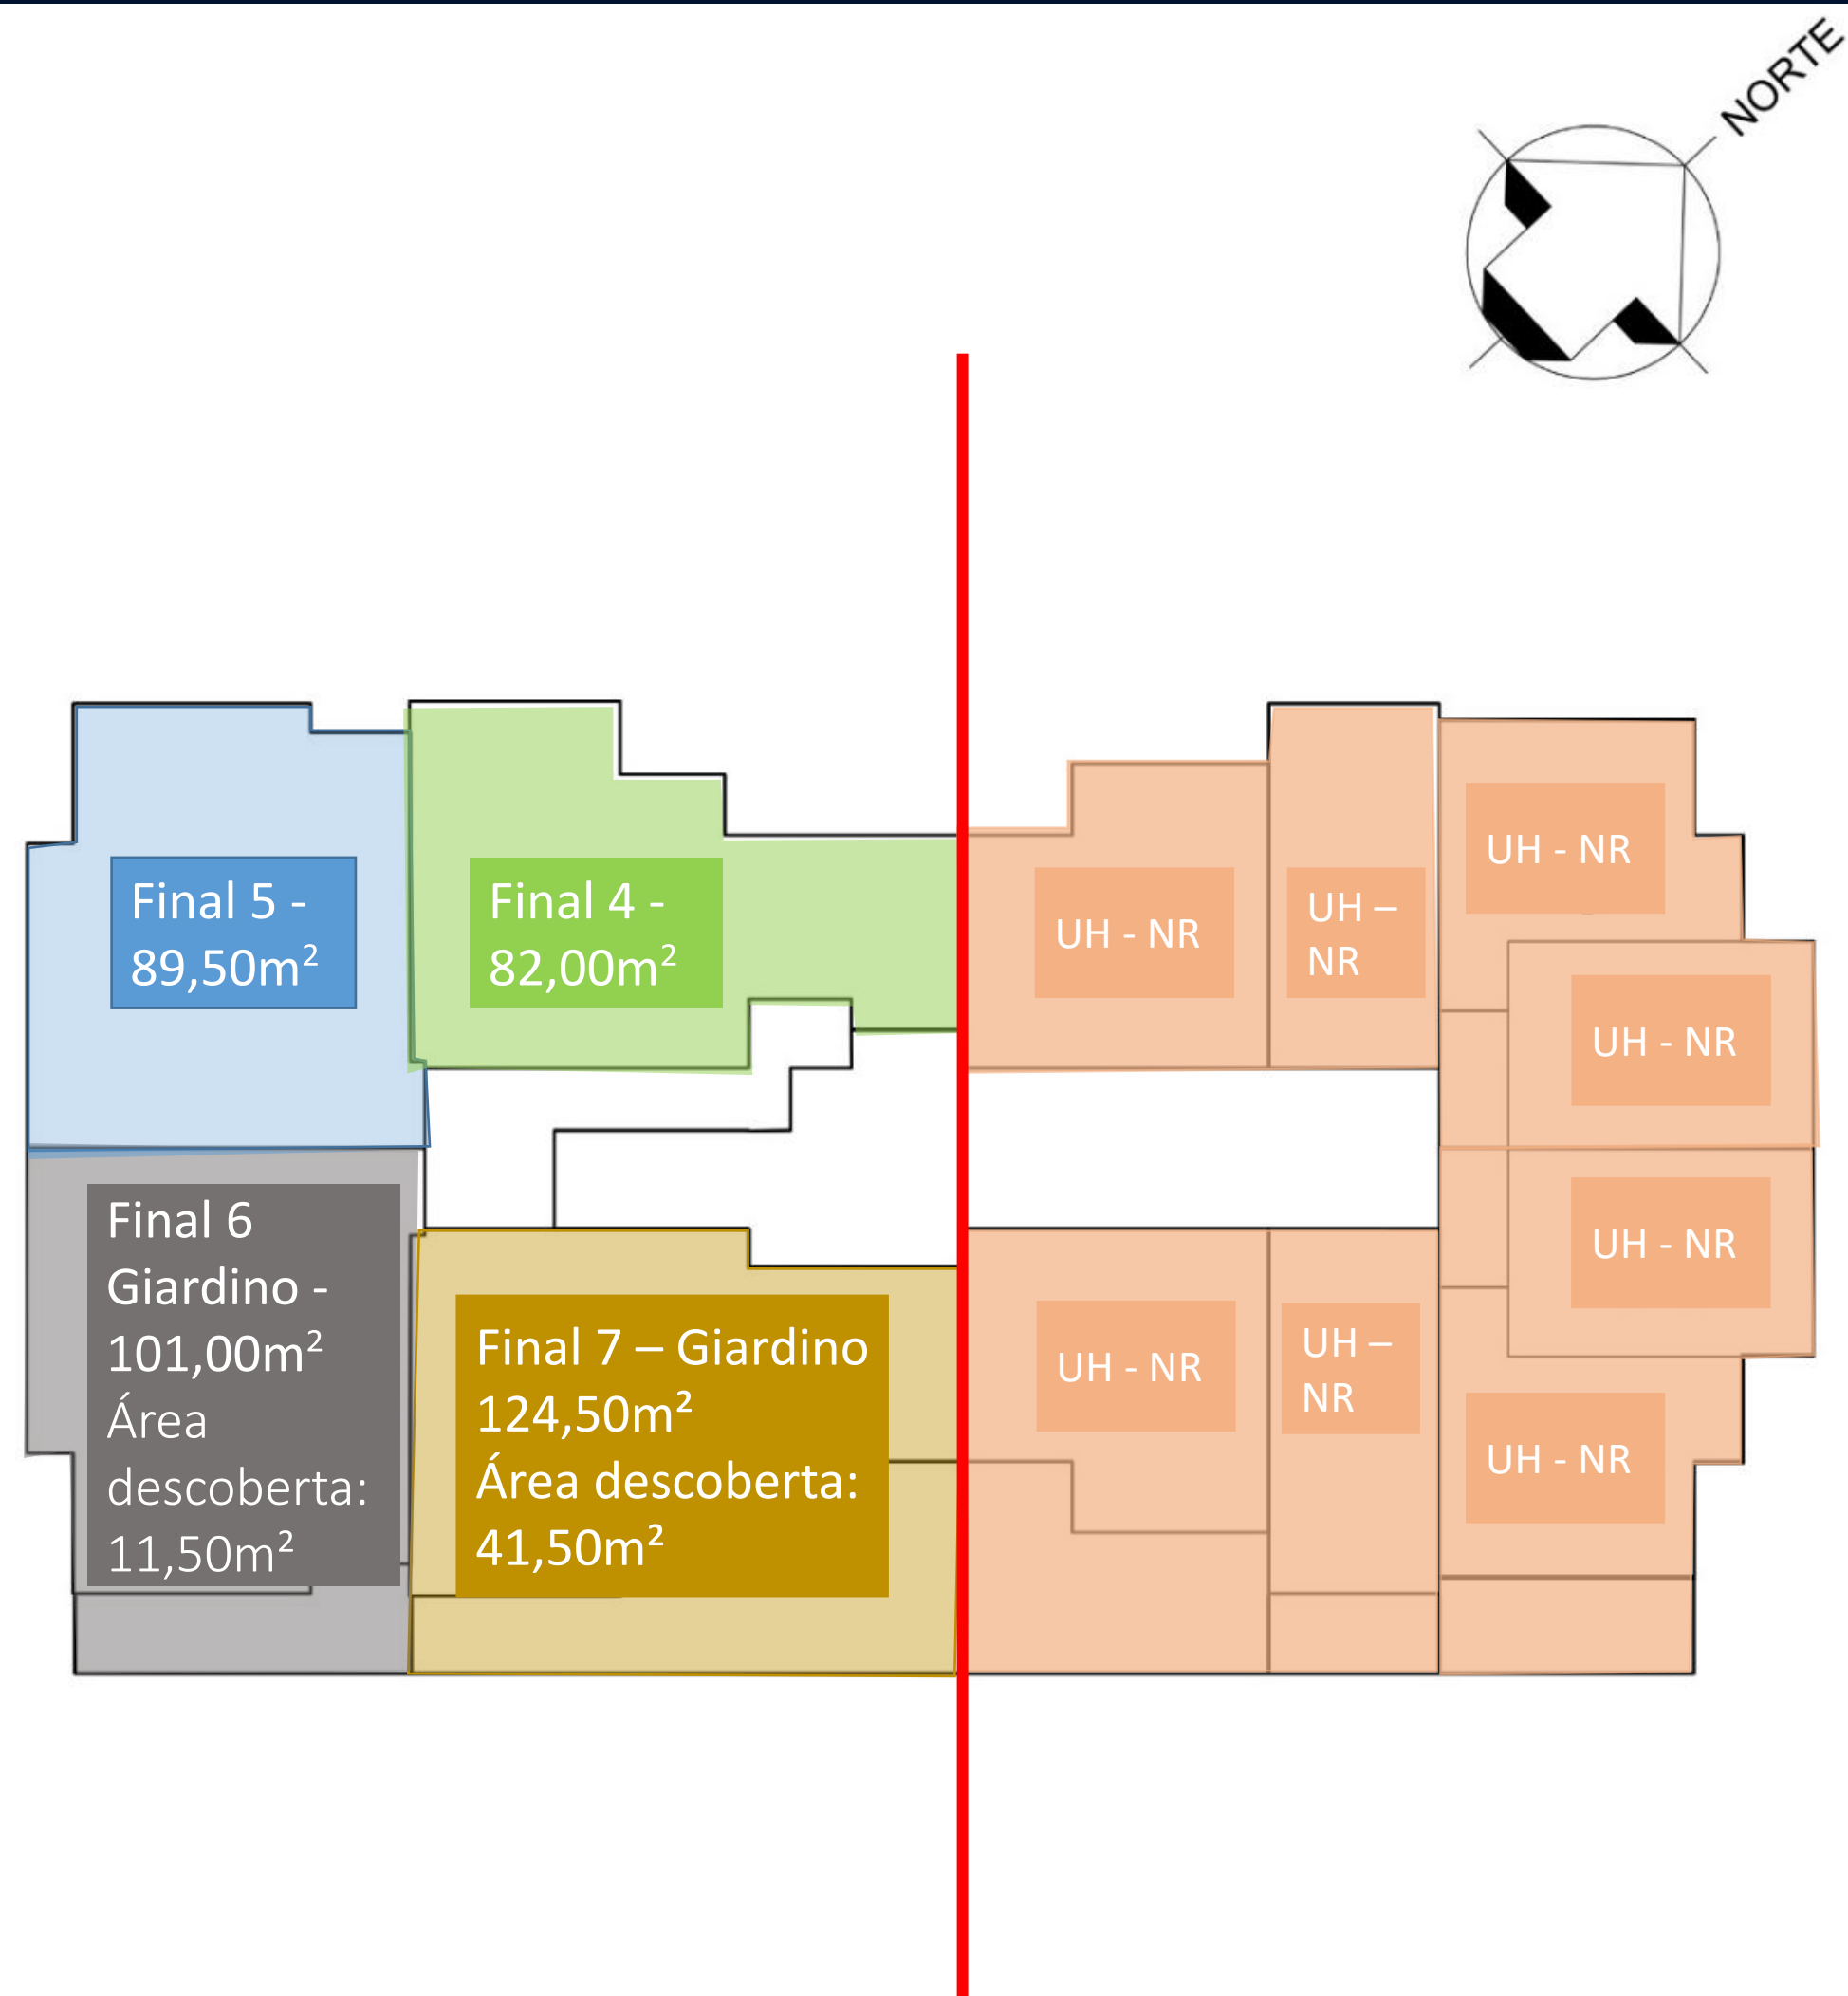 NORTE
Final 5 -
89,50m²
Final 4 -
82,00m²
UH - NR
UH –
NR
UH - NR
UH - NR
Final 6
Giardino -
101,00m²
Área
descoberta:
11,50m²
Final 7 – Giardino
124,50m²
Área descoberta:
41,50m²
UH - NR
UH - NR
UH –
NR
UH - NR